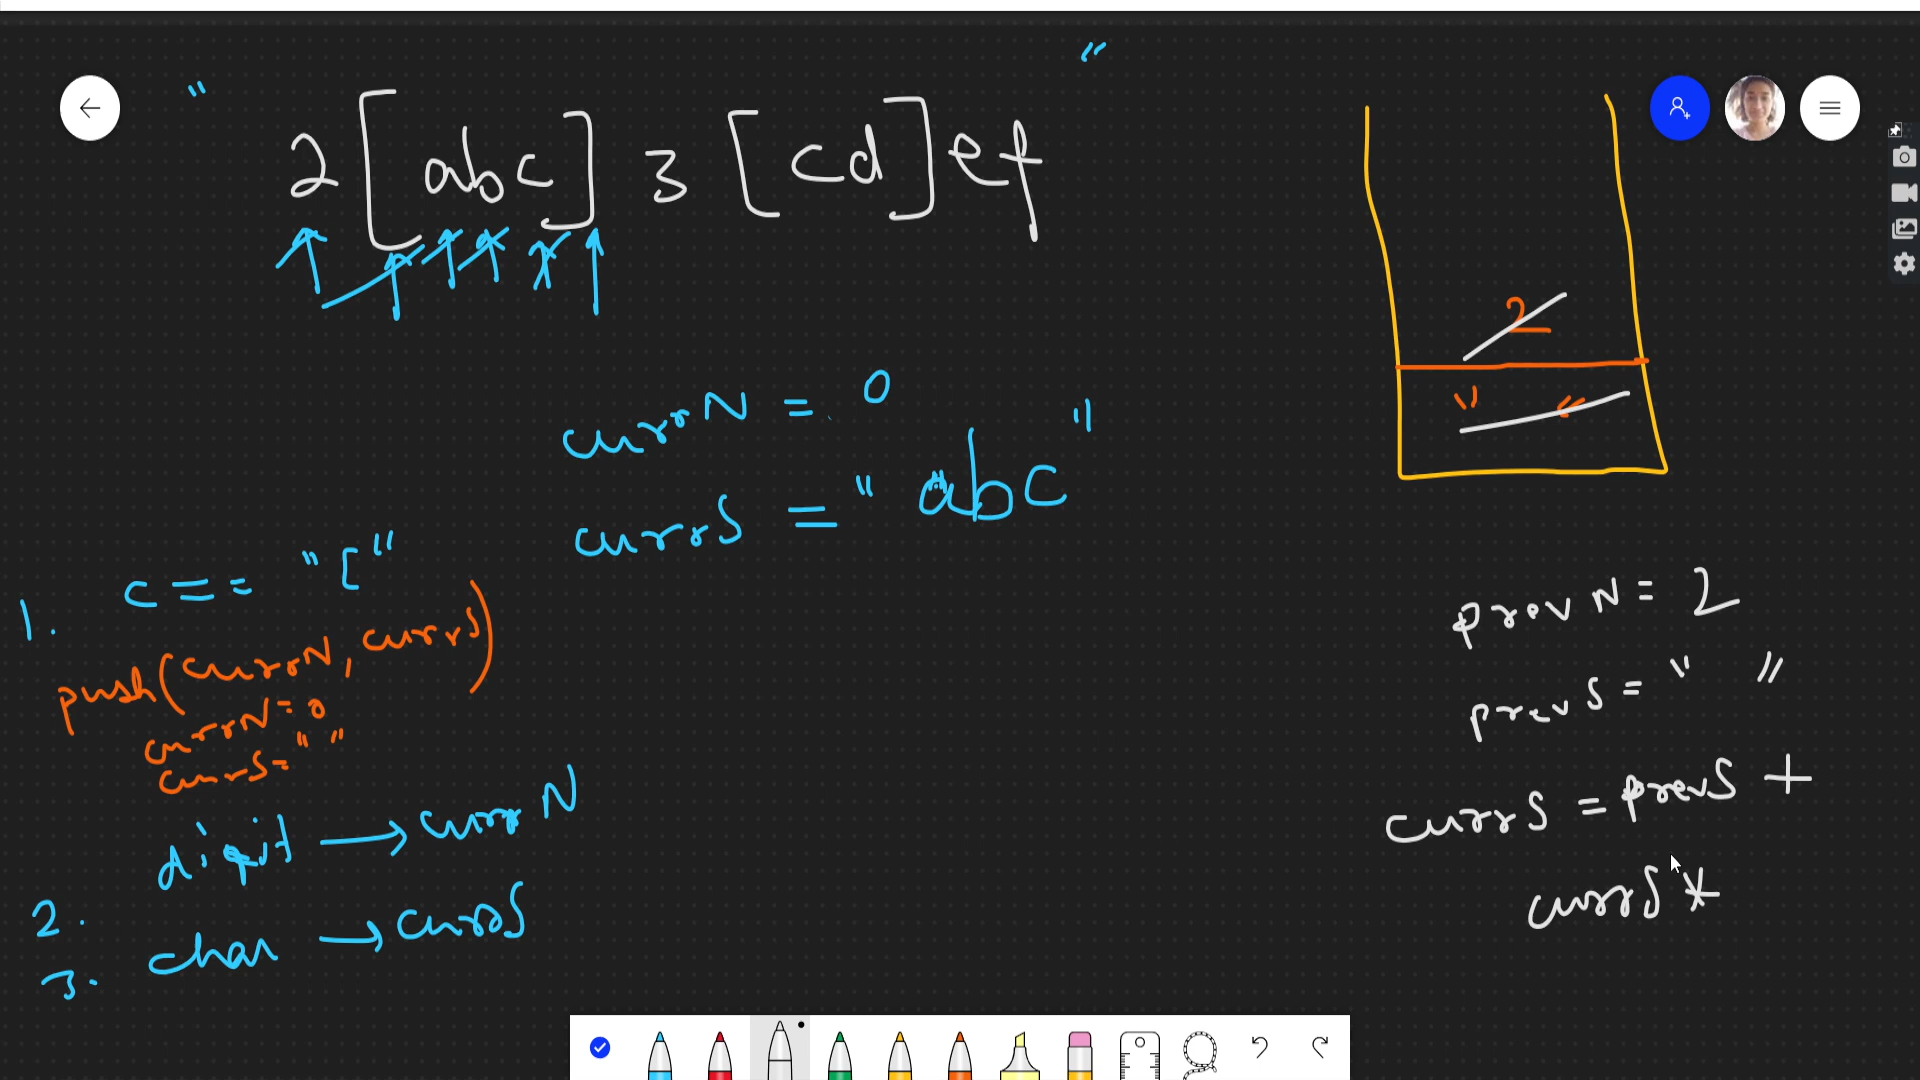 " 2[abc]3[cd]ef "
currN = 0
currS = "abc"
1. c == "["
push(currN, currS)
currN=0
currS=" "
2. digit → currN
3. char → currS
2
" "
prevN = 2
prevS = " "
currS = prevS +
currS *